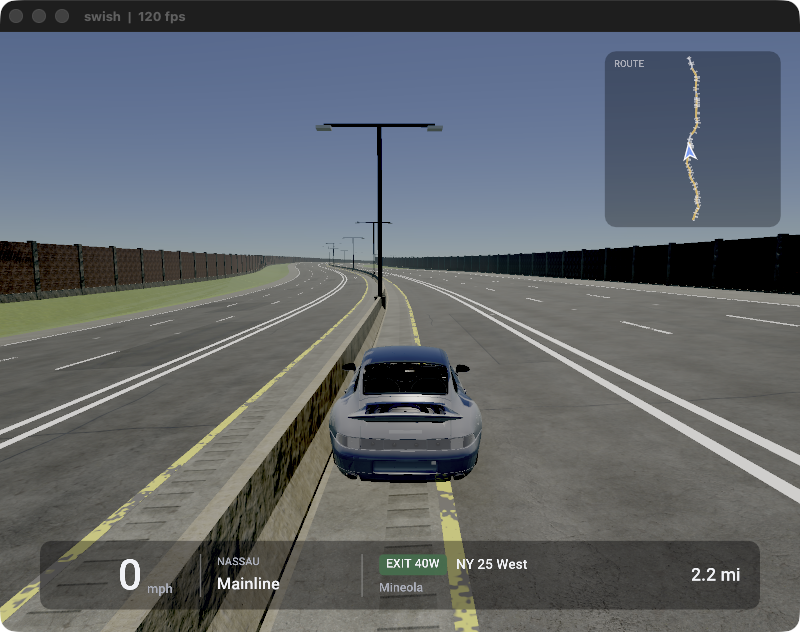 swish | 120 fps
ROUTE
0 mph
NASSAU
Mainline
EXIT 40W NY 25 West
Mineola
2.2 mi